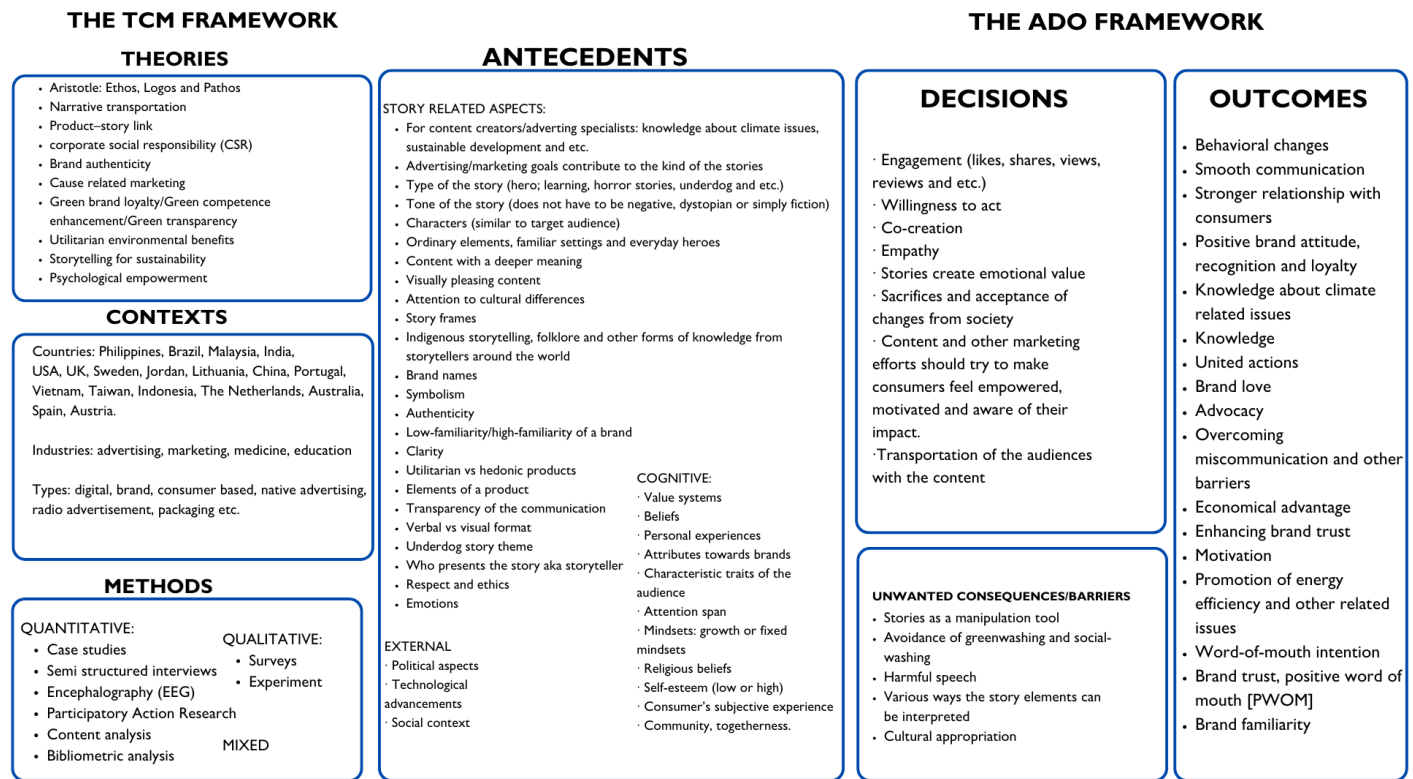 THE TCM FRAMEWORK
THEORIES
• Aristotle: Ethos, Logos and Pathos
• Narrative transportation
• Product–story link
• corporate social responsibility (CSR)
• Brand authenticity
• Cause related marketing
• Green brand loyalty/Green competence
enhancement/Green transparency
• Utilitarian environmental benefits
• Storytelling for sustainability
• Psychological empowerment
CONTEXTS
Countries: Philippines, Brazil, Malaysia, India,
USA, UK, Sweden, Jordan, Lithuania, China, Portugal,
Vietnam, Taiwan, Indonesia, The Netherlands, Australia,
Spain, Austria.
Industries: advertising, marketing, medicine, education
Types: digital, brand, consumer based, native advertising,
radio advertisement, packaging etc.
METHODS
QUANTITATIVE:
• Case studies
• Semi structured interviews
• Encephalography (EEG)
• Participatory Action Research
• Content analysis
• Bibliometric analysis
QUALITATIVE:
• Surveys
• Experiment
MIXED
THE ADO FRAMEWORK
ANTECEDENTS
STORY RELATED ASPECTS:
• For content creators/adverting specialists: knowledge about climate issues,
sustainable development and etc.
• Advertising/marketing goals contribute to the kind of the stories
• Type of the story (hero; learning, horror stories, underdog and etc.)
• Tone of the story (does not have to be negative, dystopian or simply fiction)
• Characters (similar to target audience)
• Ordinary elements, familiar settings and everyday heroes
• Content with a deeper meaning
• Visually pleasing content
• Attention to cultural differences
• Story frames
• Indigenous storytelling, folklore and other forms of knowledge from
storytellers around the world
• Brand names
• Symbolism
• Authenticity
• Low-familiarity/high-familiarity of a brand
• Clarity
• Utilitarian vs hedonic products
• Elements of a product
• Transparency of the communication
• Verbal vs visual format
• Underdog story theme
• Who presents the story aka storyteller
• Respect and ethics
• Emotions
EXTERNAL
· Political aspects
· Technological
advancements
· Social context
COGNITIVE:
· Value systems
· Beliefs
· Personal experiences
· Attributes towards brands
· Characteristic traits of the
audience
· Attention span
· Mindsets: growth or fixed
mindsets
· Religious beliefs
· Self-esteem (low or high)
· Consumer's subjective experience
· Community, togetherness.
DECISIONS
· Engagement (likes, shares, views,
reviews and etc.)
· Willingness to act
· Co-creation
· Empathy
· Stories create emotional value
· Sacrifices and acceptance of
changes from society
· Content and other marketing
efforts should try to make
consumers feel empowered,
motivated and aware of their
impact.
·Transportation of the audiences
with the content
UNWANTED CONSEQUENCES/BARRIERS
• Stories as a manipulation tool
• Avoidance of greenwashing and social-
washing
• Harmful speech
• Various ways the story elements can
be interpreted
• Cultural appropriation
OUTCOMES
• Behavioral changes
• Smooth communication
• Stronger relationship with
consumers
• Positive brand attitude,
recognition and loyalty
• Knowledge about climate
related issues
• Knowledge
• United actions
• Brand love
• Advocacy
• Overcoming
miscommunication and other
barriers
• Economical advantage
• Enhancing brand trust
• Motivation
• Promotion of energy
efficiency and other related
issues
• Word-of-mouth intention
• Brand trust, positive word of
mouth [PWOM]
• Brand familiarity